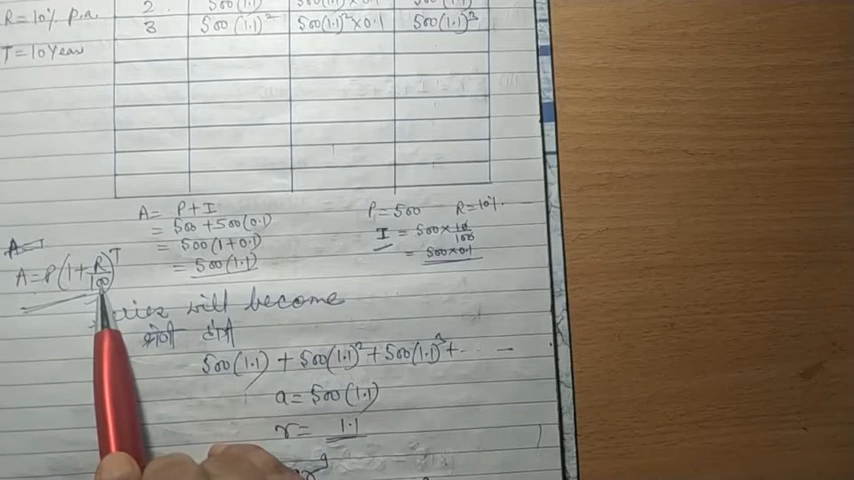 2 500(1.1)
R = 10% p.a. 3 500(1.1)² 500(1.1)² × 0.1 500(1.1)³
T = 10 Year
A = P + I
= 500 + 500(0.1)
= 500(1+0.1)
= 500(1.1)
P = 500 R = 10%
I = 500 × 10/100
= 500×0.1
A =
A = P(1 + R/100)^T
will become
श्रेणी होगी
500(1.1) + 500(1.1)² + 500(1.1)³ + - - - -
a = 500(1.1)
r = 1.1